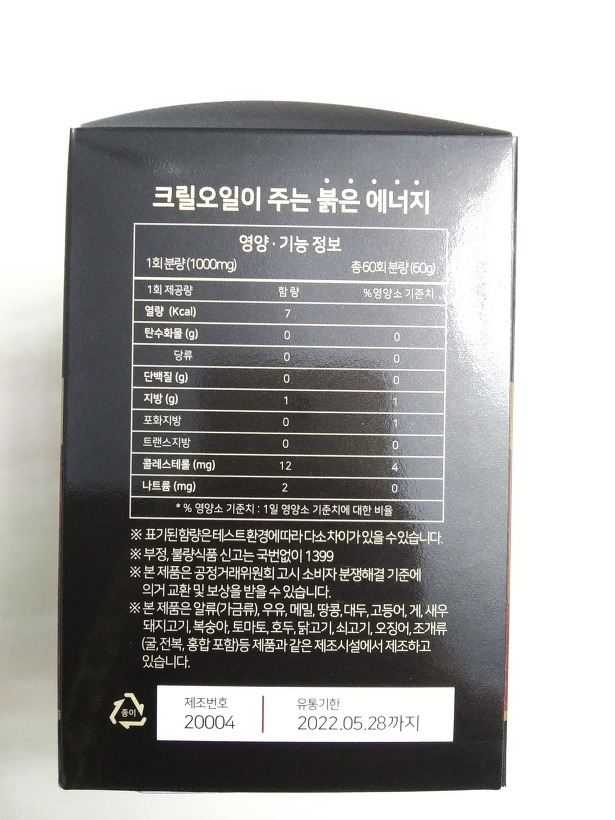 크릴오일이 주는 붉은 에너지
영양·기능 정보
1회 분량 (1000mg) 총 60회 분량 (60g)
1회 제공량 함 량 %영양소 기준치
열량 (Kcal) 7
탄수화물 (g) 0 0
당류 0 0
단백질 (g) 0 0
지방 (g) 1 1
포화지방 0 1
트랜스지방 0 0
콜레스테롤 (mg) 12 4
나트륨 (mg) 2 0
* % 영양소 기준치 : 1일 영양소 기준치에 대한 비율
※ 표기된 함량은 테스트 환경에 따라 다소 차이가 있을 수 있습니다.
※ 부정, 불량식품 신고는 국번없이 1399
※ 본 제품은 공정거래위원회 고시 소비자 분쟁해결 기준에
의거 교환 및 보상을 받을 수 있습니다.
※ 본 제품은 알류(가금류), 우유, 메밀, 땅콩, 대두, 고등어, 게, 새우
돼지고기, 복숭아, 토마토, 호두, 닭고기, 쇠고기, 오징어, 조개류
(굴, 전복, 홍합 포함)등 제품과 같은 제조시설에서 제조하고
있습니다.
종이
제조번호 유통기한
20004 2022.05.28까지